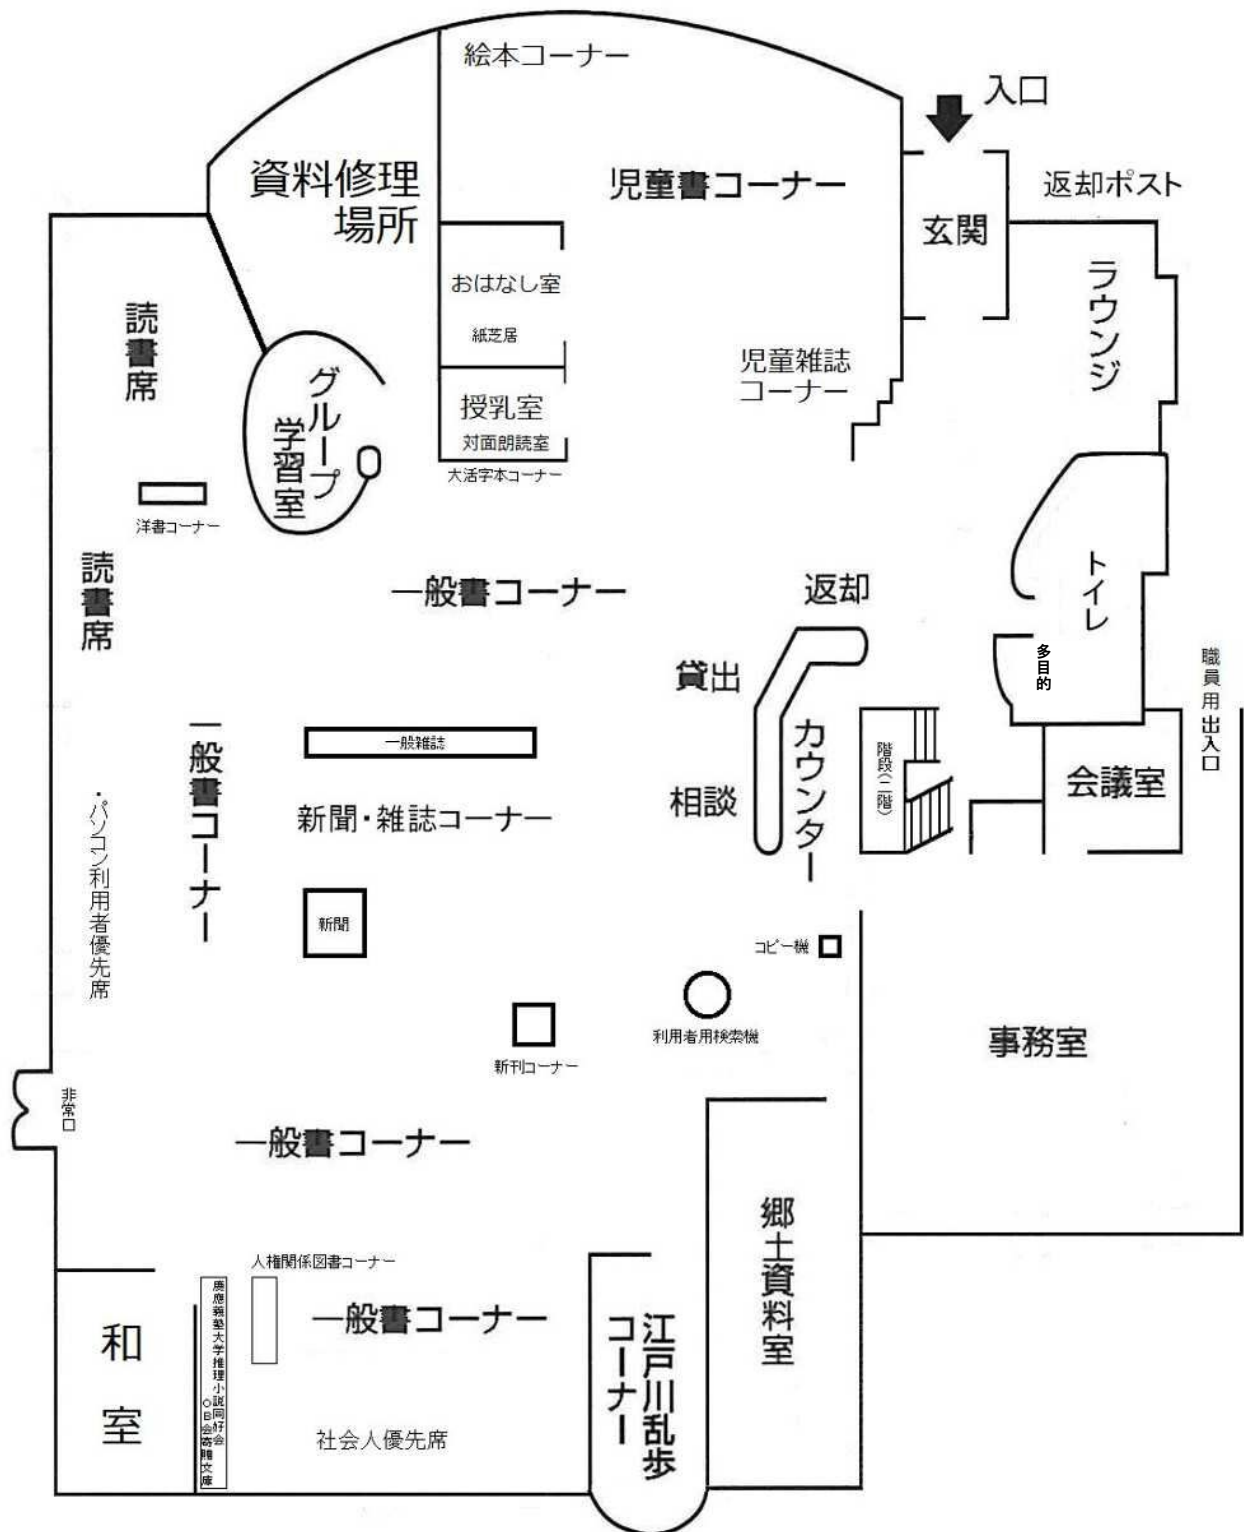 絵本コーナー
入口
資料修理
場所
児童書コーナー
返却ポスト
玄関
ラウンジ
おはなし室
紙芝居
読書席
児童雑誌
コーナー
グループ
学習室
授乳室
対面朗読室
大活字本コーナー
洋書コーナー
読書席
一般書コーナー
返却
トイレ
多目的
職員用出入口
貸出
カウンター
階段(二階)
会議室
一般雑誌
一般書コーナー
新聞・雑誌コーナー
相談
・パソコン利用者優先席
新聞
コピー機
利用者用検索機
新刊コーナー
事務室
非常口
一般書コーナー
郷土資料室
人権関係図書コーナー
慶應義塾大学推理小説同好会
OB会寄贈文庫
一般書コーナー
江戸川乱歩
コーナー
和室
社会人優先席